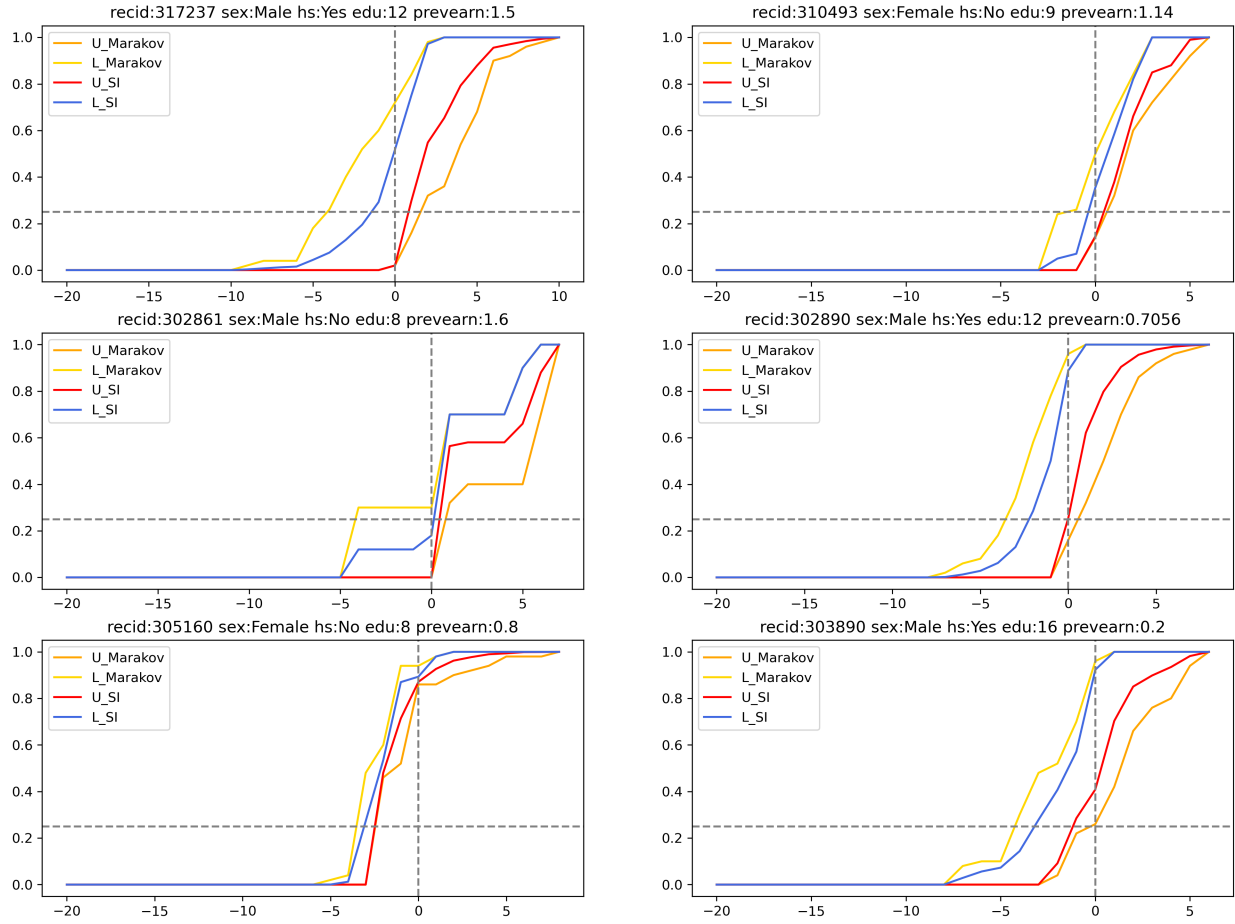 recid:317237 sex:Male hs:Yes edu:12 prevearn:1.5
1.0
0.8
0.6
0.4
0.2
0.0
U_Marakov
L_Marakov
U_SI
L_SI
−20 −15 −10 −5 0 5 10
recid:310493 sex:Female hs:No edu:9 prevearn:1.14
1.0
0.8
0.6
0.4
0.2
0.0
U_Marakov
L_Marakov
U_SI
L_SI
−20 −15 −10 −5 0 5
recid:302861 sex:Male hs:No edu:8 prevearn:1.6
1.0
0.8
0.6
0.4
0.2
0.0
U_Marakov
L_Marakov
U_SI
L_SI
−20 −15 −10 −5 0 5
recid:302890 sex:Male hs:Yes edu:12 prevearn:0.7056
1.0
0.8
0.6
0.4
0.2
0.0
U_Marakov
L_Marakov
U_SI
L_SI
−20 −15 −10 −5 0 5
recid:305160 sex:Female hs:No edu:8 prevearn:0.8
1.0
0.8
0.6
0.4
0.2
0.0
U_Marakov
L_Marakov
U_SI
L_SI
−20 −15 −10 −5 0 5
recid:303890 sex:Male hs:Yes edu:16 prevearn:0.2
1.0
0.8
0.6
0.4
0.2
0.0
U_Marakov
L_Marakov
U_SI
L_SI
−20 −15 −10 −5 0 5